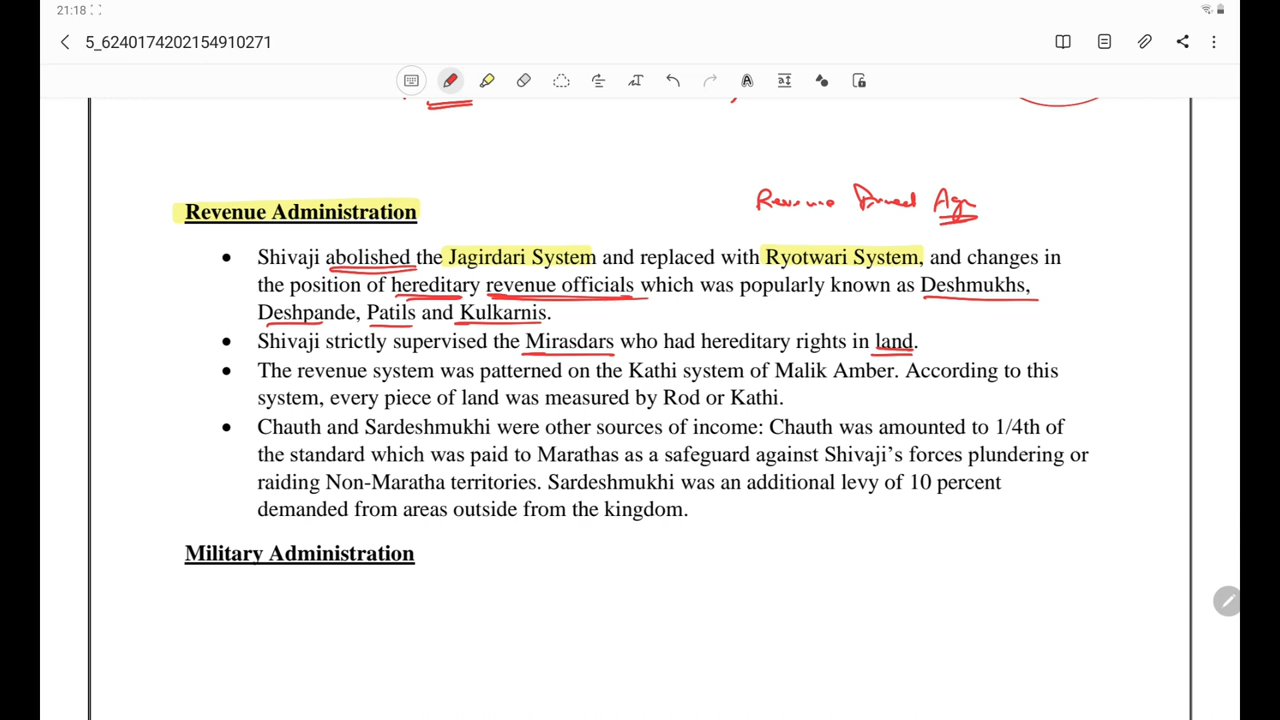 21:18
5_6240174202154910271
Revenue
Revenue Administration
• Shivaji abolished the Jagirdari System and replaced with Ryotwari System, and changes in
the position of hereditary revenue officials which was popularly known as Deshmukhs,
Deshpande, Patils and Kulkarnis.
• Shivaji strictly supervised the Mirasdars who had hereditary rights in land.
• The revenue system was patterned on the Kathi system of Malik Amber. According to this
system, every piece of land was measured by Rod or Kathi.
• Chauth and Sardeshmukhi were other sources of income: Chauth was amounted to 1/4th of
the standard which was paid to Marathas as a safeguard against Shivaji’s forces plundering or
raiding Non-Maratha territories. Sardeshmukhi was an additional levy of 10 percent
demanded from areas outside from the kingdom.
Military Administration